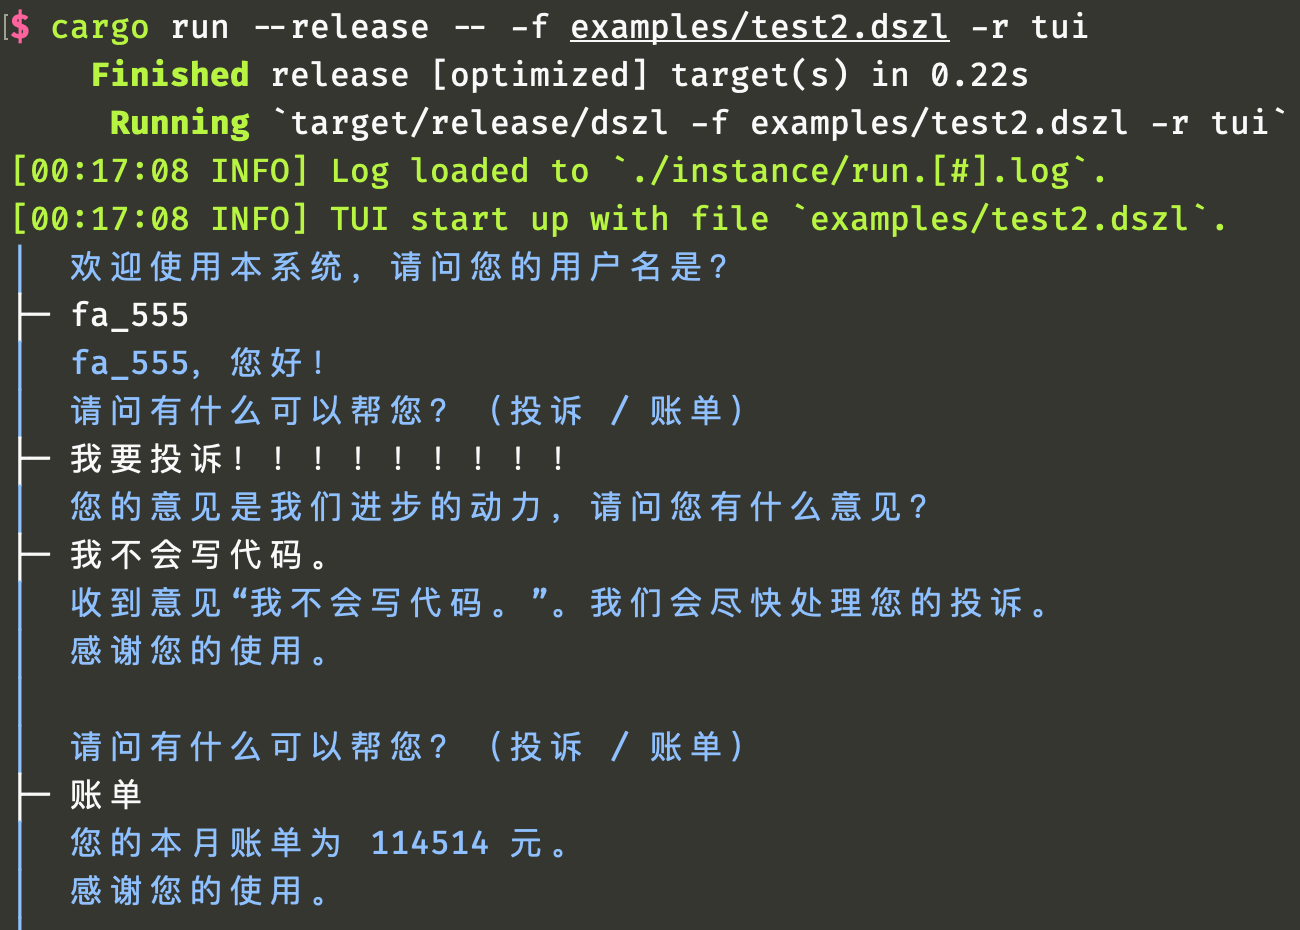 $ cargo run --release -- -f examples/test2.dszl -r tui
Finished release [optimized] target(s) in 0.22s
Running `target/release/dszl -f examples/test2.dszl -r tui`
[00:17:08 INFO] Log loaded to `./instance/run.[#].log`.
[00:17:08 INFO] TUI start up with file `examples/test2.dszl`.
欢迎使用本系统，请问您的用户名是？
fa_555
fa_555，您好！
请问有什么可以帮您？（投诉 / 账单）
我要投诉！！！！！！！！！
您的意见是我们进步的动力，请问您有什么意见？
我不会写代码。
收到意见“我不会写代码。”。我们会尽快处理您的投诉。
感谢您的使用。
请问有什么可以帮您？（投诉 / 账单）
账单
您的本月账单为 114514 元。
感谢您的使用。